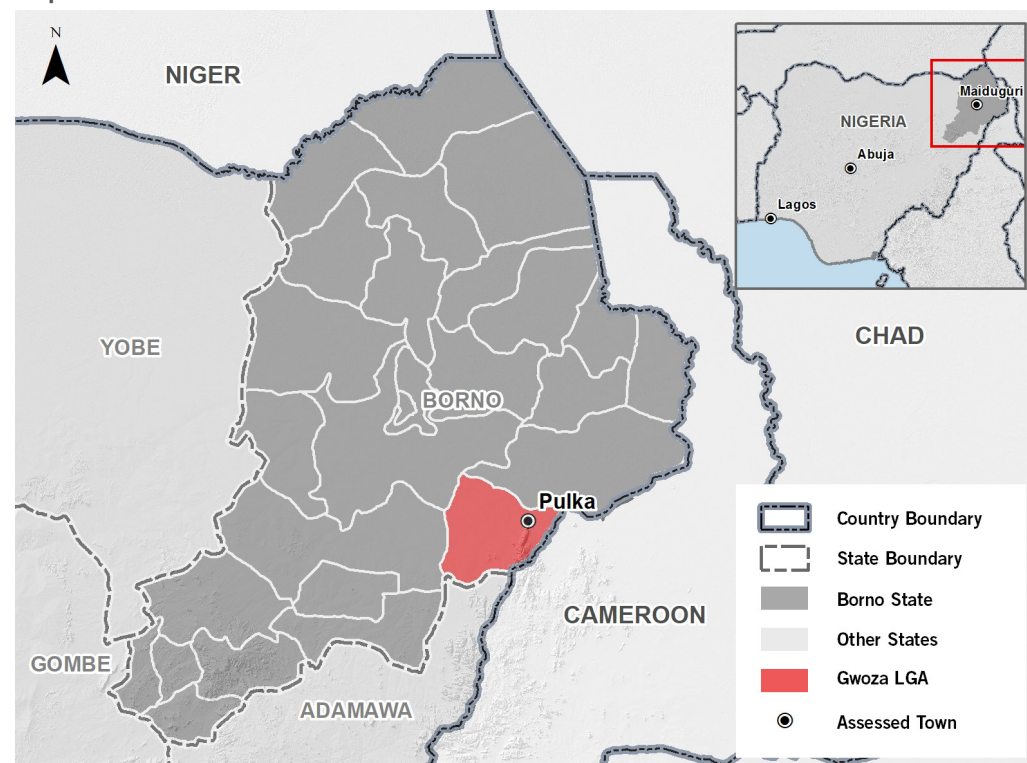 N
NIGER
Maiduguri
NIGERIA
Abuja
Lagos
CHAD
YOBE
BORNO
Pulka
CAMEROON
GOMBE
ADAMAWA
Country Boundary
State Boundary
Borno State
Other States
Gwoza LGA
Assessed Town